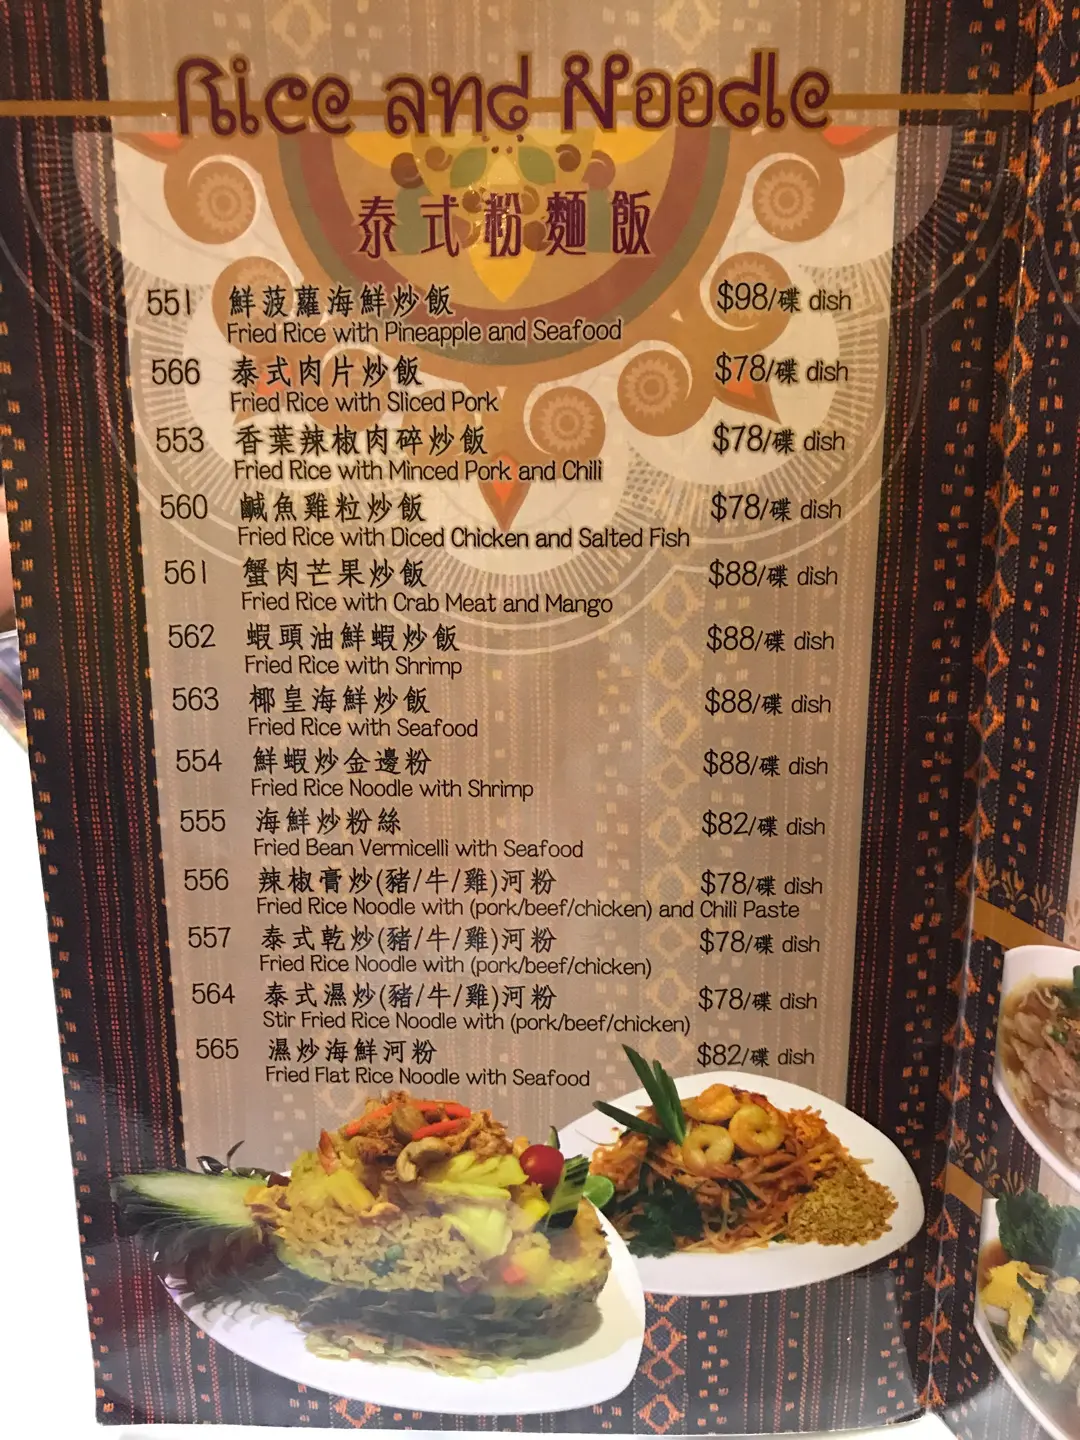 Rice and Noodle
泰式粉麵飯
551 鮮菠蘿海鮮炒飯 $98/碟 dish
Fried Rice with Pineapple and Seafood
566 泰式肉片炒飯 $78/碟 dish
Fried Rice with Sliced Pork
553 香葉辣椒肉碎炒飯 $78/碟 dish
Fried Rice with Minced Pork and Chili
560 鹹魚雞粒炒飯 $78/碟 dish
Fried Rice with Diced Chicken and Salted Fish
561 蟹肉芒果炒飯 $88/碟 dish
Fried Rice with Crab Meat and Mango
562 蝦頭油鮮蝦炒飯 $88/碟 dish
Fried Rice with Shrimp
563 椰皇海鮮炒飯 $88/碟 dish
Fried Rice with Seafood
554 鮮蝦炒金邊粉 $88/碟 dish
Fried Rice Noodle with Shrimp
555 海鮮炒粉絲 $82/碟 dish
Fried Bean Vermicelli with Seafood
556 辣椒膏炒(豬/牛/雞)河粉 $78/碟 dish
Fried Rice Noodle with (pork/beef/chicken) and Chili Paste
557 泰式乾炒(豬/牛/雞)河粉 $78/碟 dish
Fried Rice Noodle with (pork/beef/chicken)
564 泰式濕炒(豬/牛/雞)河粉 $78/碟 dish
Stir Fried Rice Noodle with (pork/beef/chicken)
565 濕炒海鮮河粉 $82/碟 dish
Fried Flat Rice Noodle with Seafood